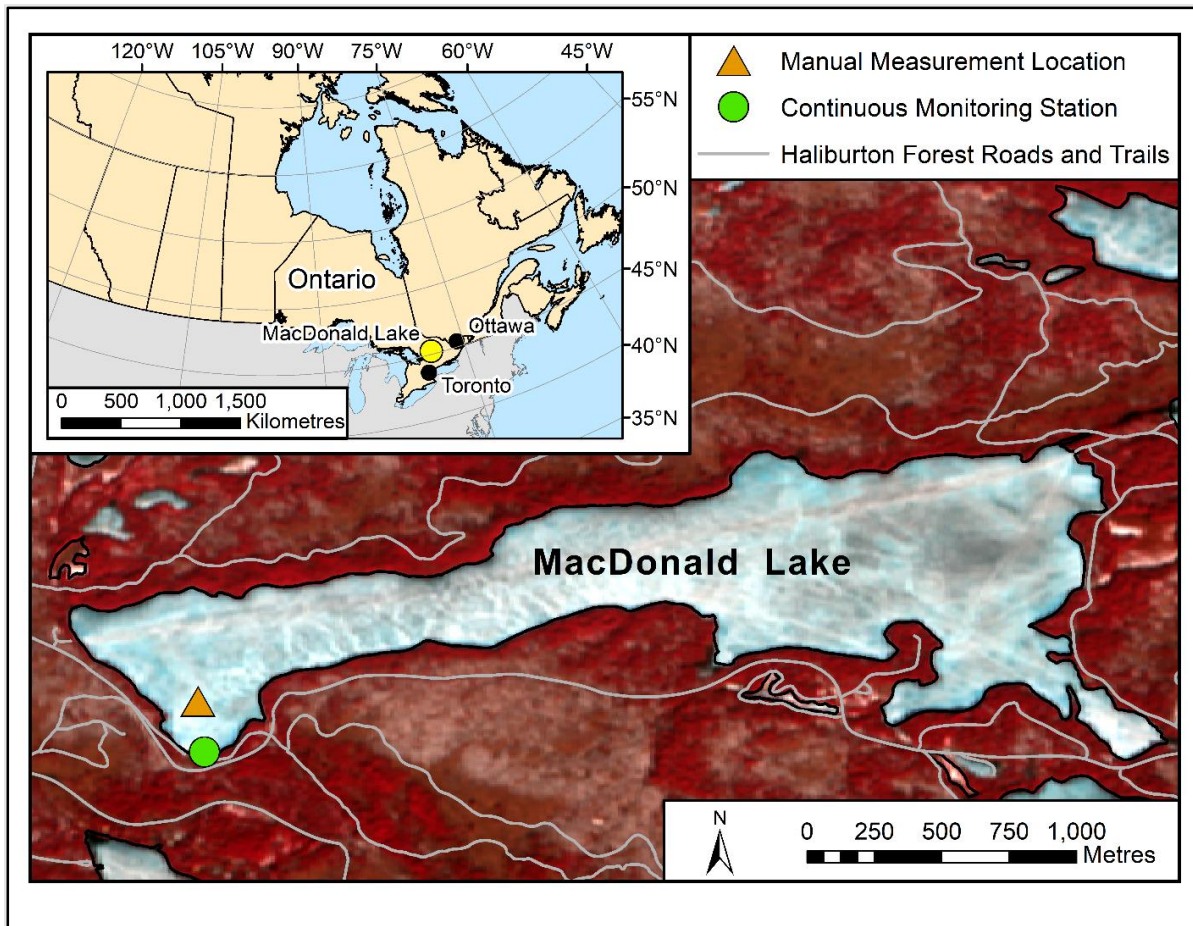 120°W 105°W 90°W 75°W 60°W 45°W
55°N
50°N
45°N
40°N
35°N
Ontario
MacDonald Lake
Ottawa
Toronto
0 500 1,000 1,500
Kilometres
Manual Measurement Location
Continuous Monitoring Station
Haliburton Forest Roads and Trails
MacDonald Lake
N
0 250 500 750 1,000
Metres